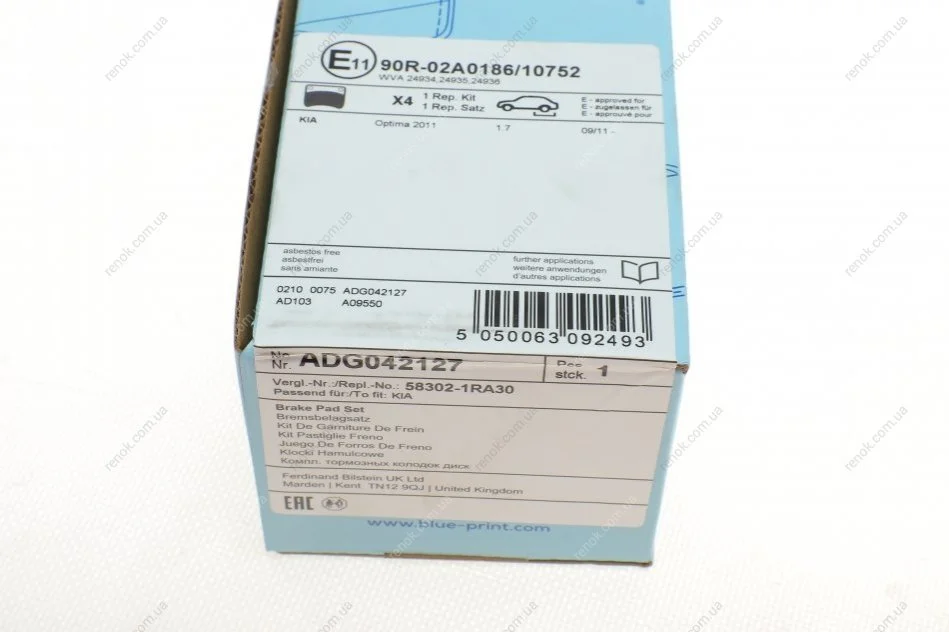 E11 90R-02A0186/10752
WVA 24934,24935,24936
X4 1 Rep. Kit
1 Rep. Satz
E - approved for
E - zugelassen für
E - approuvé pour
KIA Optima 2011 1.7 09/11 -
asbestos free
asbestfrei
sans amiante
further applications
weitere anwendungen
d'autres applications
0210 0075 ADG042127
AD103 A09550
5 050063 092493
No.
Nr. ADG042127
Pcs
stck. 1
Vergl.-Nr.:/Repl.-No.: 58302-1RA30
Passend für:/To fit: KIA
Brake Pad Set
Bremsbelagsatz
Kit De Garniture De Frein
Kit Pastiglie Freno
Juego De Forros De Freno
Klocki Hamulcowe
Компл. тормозных колодок диск
Ferdinand Bilstein UK Ltd
Marden | Kent TN12 9QJ | United Kingdom
EAC
www.blue-print.com
renok.com.ua